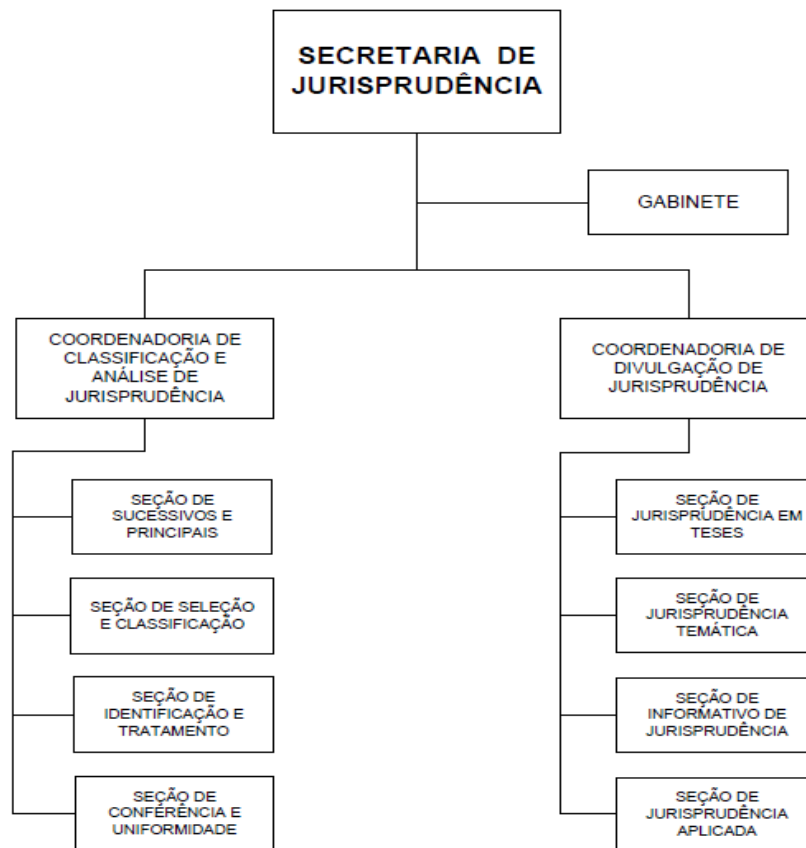 SECRETARIA DE
JURISPRUDÊNCIA
GABINETE
COORDENADORIA DE
CLASSIFICAÇÃO E
ANÁLISE DE
JURISPRUDÊNCIA
COORDENADORIA DE
DIVULGAÇÃO DE
JURISPRUDÊNCIA
SEÇÃO DE
SUCESSIVOS E
PRINCIPAIS
SEÇÃO DE SELEÇÃO
E CLASSIFICAÇÃO
SEÇÃO DE
IDENTIFICAÇÃO E
TRATAMENTO
SEÇÃO DE
CONFERÊNCIA E
UNIFORMIDADE
SEÇÃO DE
JURISPRUDÊNCIA EM
TESES
SEÇÃO DE
JURISPRUDÊNCIA
TEMÁTICA
SEÇÃO DE
INFORMATIVO DE
JURISPRUDÊNCIA
SEÇÃO DE
JURISPRUDÊNCIA
APLICADA